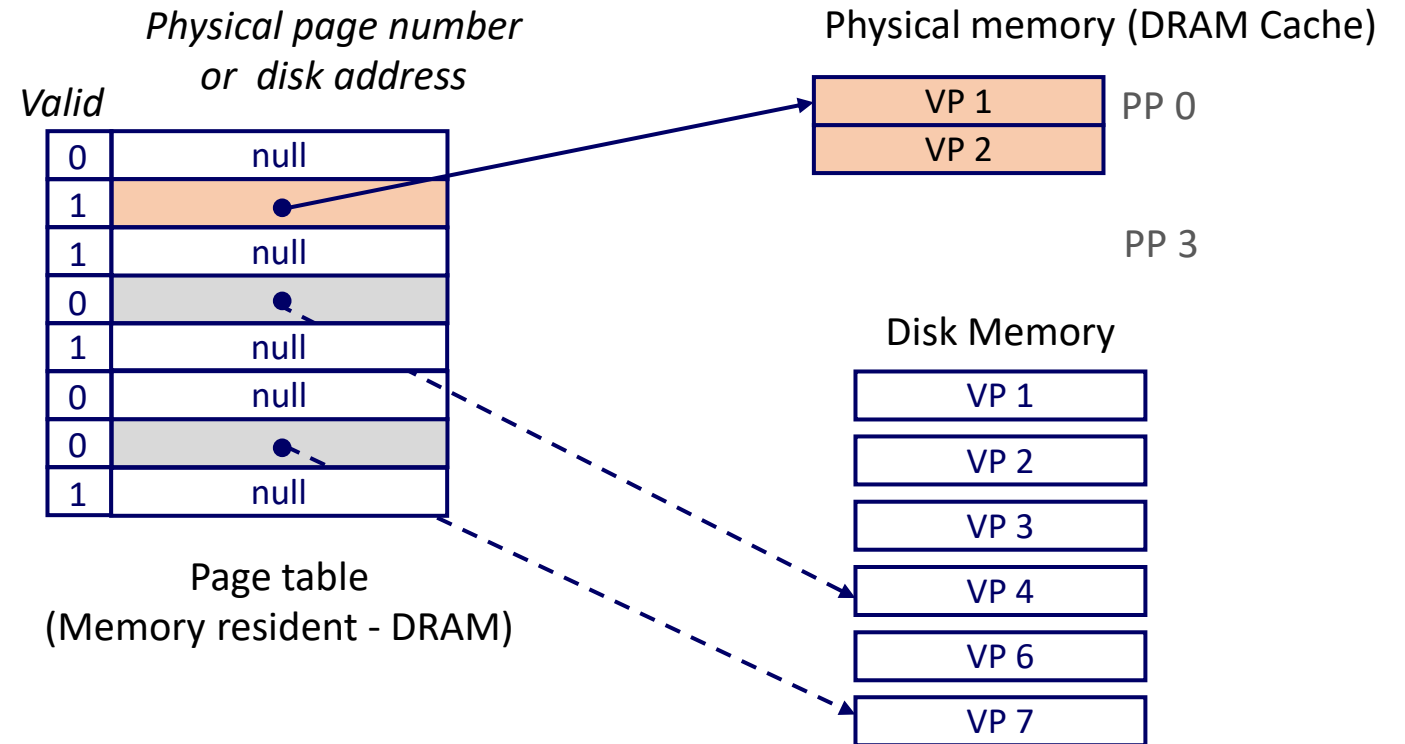 Physical page number
or disk address
Valid
0 null
1
1 null
0
1 null
0 null
0
1 null
Page table
(Memory resident - DRAM)
Physical memory (DRAM Cache)
VP 1 PP 0
VP 2
PP 3
Disk Memory
VP 1
VP 2
VP 3
VP 4
VP 6
VP 7